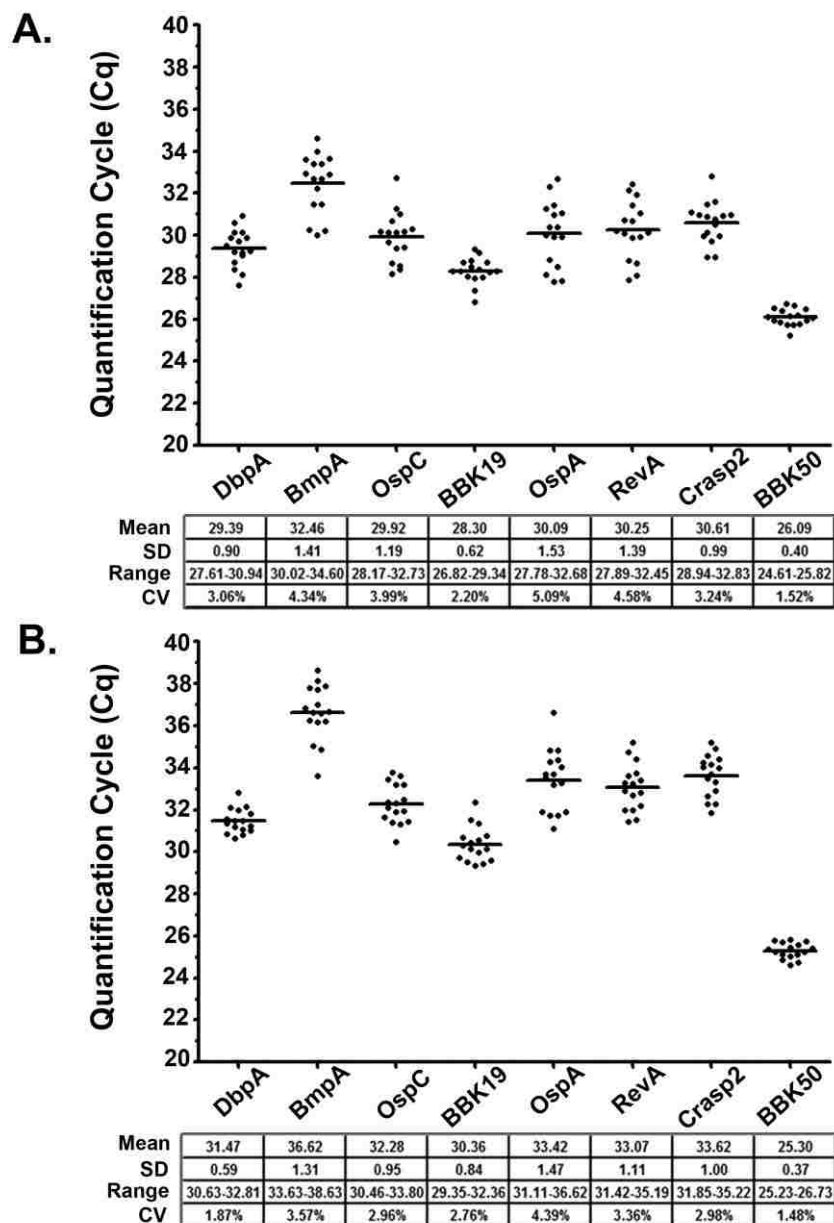 A.
Quantification Cycle (Cq)
40
38
36
34
32
30
28
26
24
22
20
DbpA BmpA OspC BBK19 OspA RevA Crasp2 BBK50
Mean 29.39 32.46 29.92 28.30 30.09 30.25 30.61 26.09
SD 0.90 1.41 1.19 0.62 1.53 1.39 0.99 0.40
Range 27.61-30.94 30.02-34.60 28.17-32.73 26.82-29.34 27.78-32.68 27.89-32.45 28.94-32.83 24.61-25.82
CV 3.06% 4.34% 3.99% 2.20% 5.09% 4.58% 3.24% 1.52%
B.
Quantification Cycle (Cq)
40
38
36
34
32
30
28
26
24
22
20
DbpA BmpA OspC BBK19 OspA RevA Crasp2 BBK50
Mean 31.47 36.62 32.28 30.36 33.42 33.07 33.62 25.30
SD 0.59 1.31 0.95 0.84 1.47 1.11 1.00 0.37
Range 30.63-32.81 33.63-38.63 30.46-33.80 29.35-32.36 31.11-36.62 31.42-35.19 31.85-35.22 25.23-26.73
CV 1.87% 3.57% 2.96% 2.76% 4.39% 3.36% 2.98% 1.48%